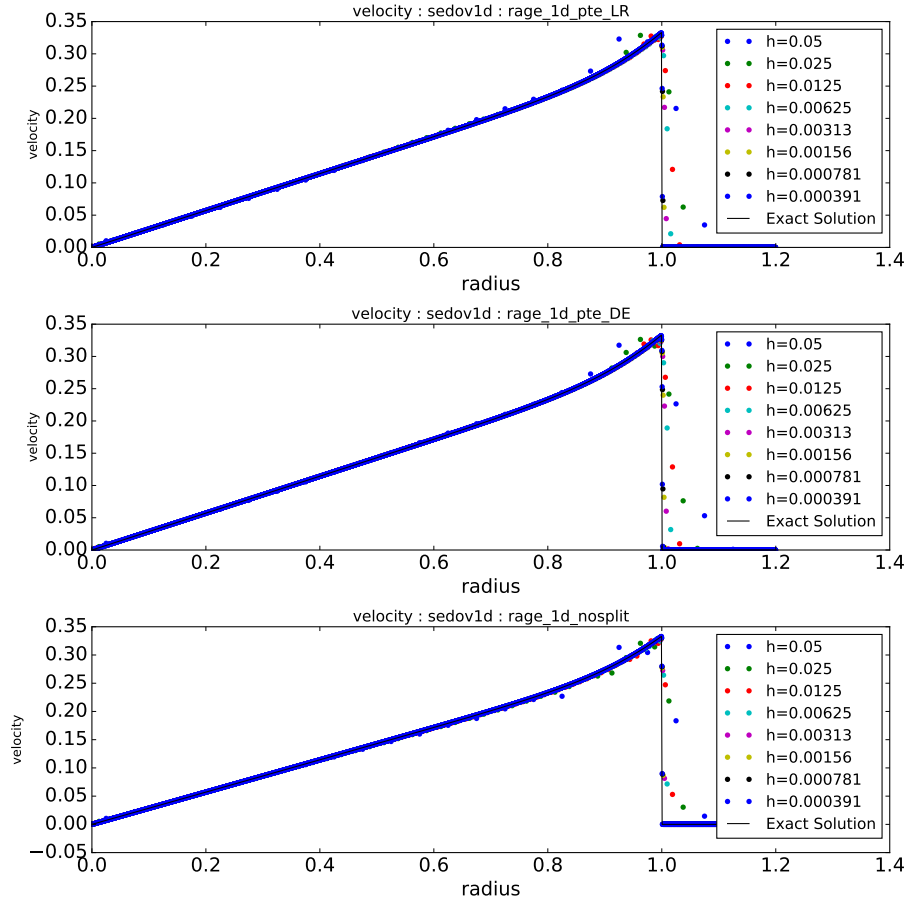 velocity : sedov1d : rage_1d_pte_LR
0.35
0.30
0.25
0.20
0.15
0.10
0.05
0.00
velocity
0.0 0.2 0.4 0.6 0.8 1.0 1.2 1.4
radius
h=0.05
h=0.025
h=0.0125
h=0.00625
h=0.00313
h=0.00156
h=0.000781
h=0.000391
Exact Solution
velocity : sedov1d : rage_1d_pte_DE
0.35
0.30
0.25
0.20
0.15
0.10
0.05
0.00
velocity
0.0 0.2 0.4 0.6 0.8 1.0 1.2 1.4
radius
h=0.05
h=0.025
h=0.0125
h=0.00625
h=0.00313
h=0.00156
h=0.000781
h=0.000391
Exact Solution
velocity : sedov1d : rage_1d_nosplit
0.35
0.30
0.25
0.20
0.15
0.10
0.05
0.00
−0.05
velocity
0.0 0.2 0.4 0.6 0.8 1.0 1.2 1.4
radius
h=0.05
h=0.025
h=0.0125
h=0.00625
h=0.00313
h=0.00156
h=0.000781
h=0.000391
Exact Solution